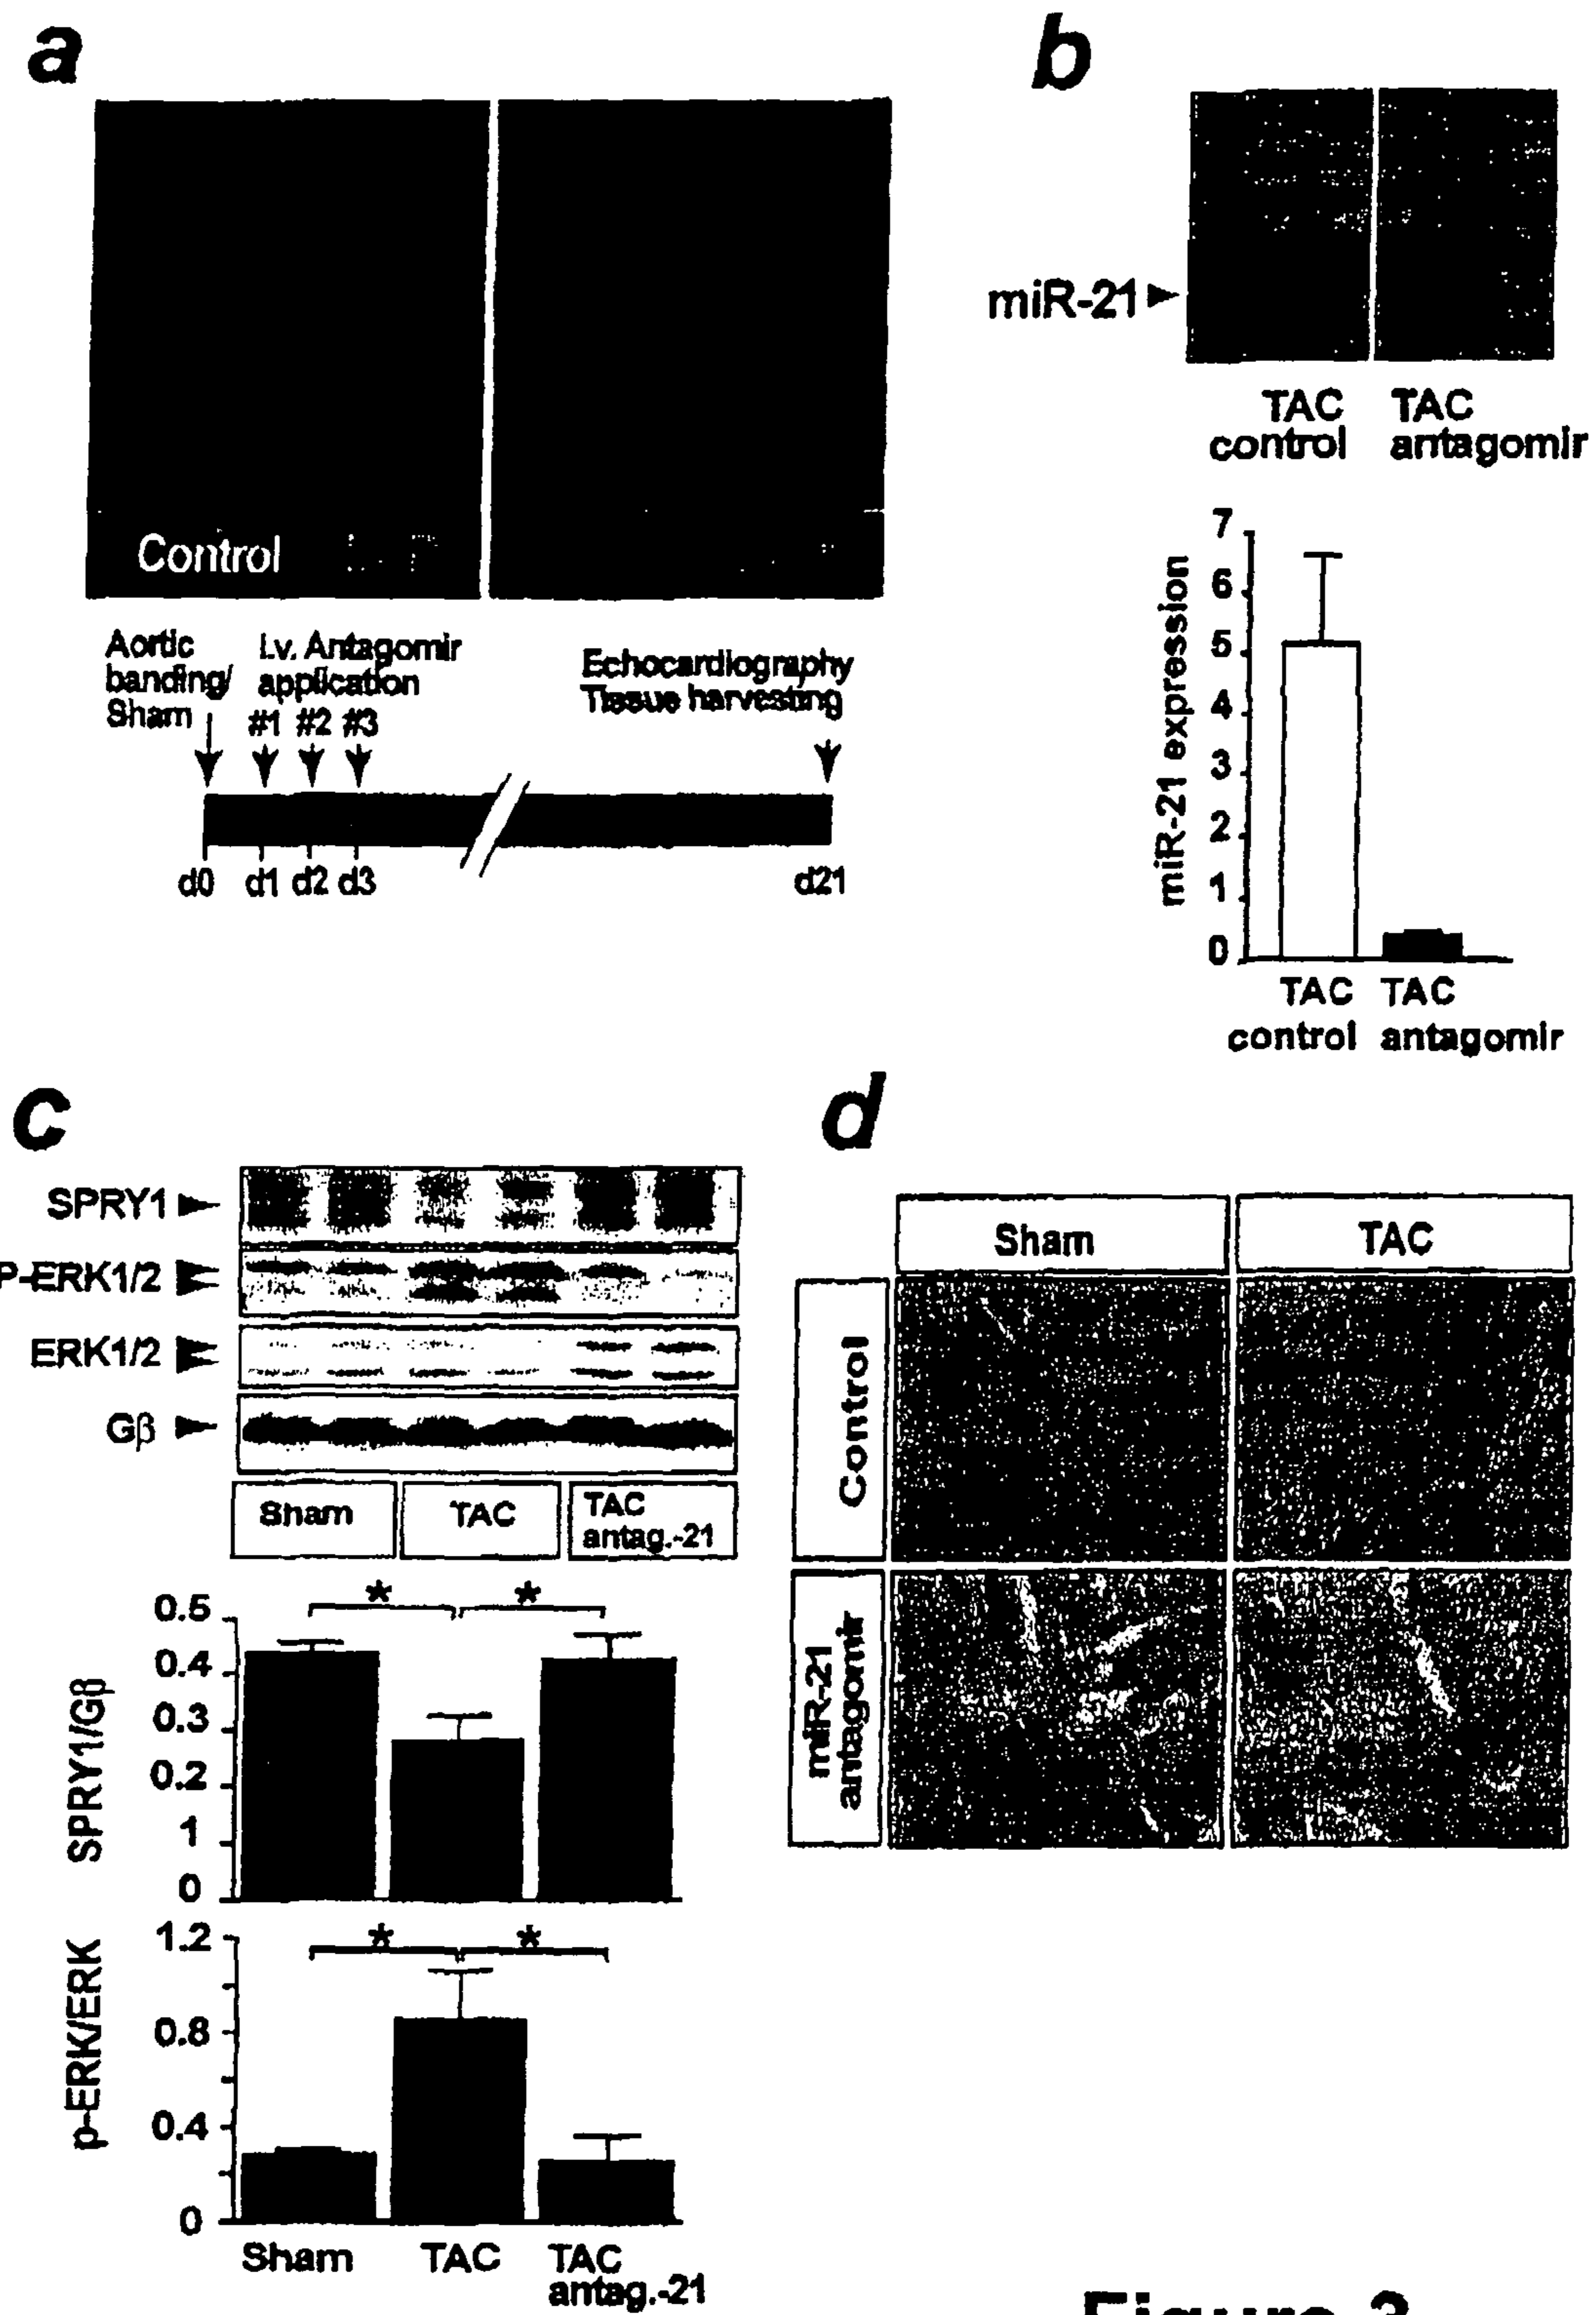 a
Control
Aortic
banding/
Sham
I.v. Antagomir
application
#1 #2 #3
Echocardiography
Tissue harvesting
d0 d1 d2 d3 d21
b
miR-21
TAC
control
TAC
antagomir
miR-21 expression
7
6
5
4
3
2
1
0
TAC
control
TAC
antagomir
c
SPRY1
P-ERK1/2
ERK1/2
Gβ
Sham
TAC
TAC
antag.-21
SPRY1/Gβ
0.5
0.4
0.3
0.2
1
0
* *
p-ERK/ERK
1.2
0.8
0.4
0
* *
Sham
TAC
TAC
antag.-21
d
Sham
TAC
Control
miR-21
antagomir
Figure 3